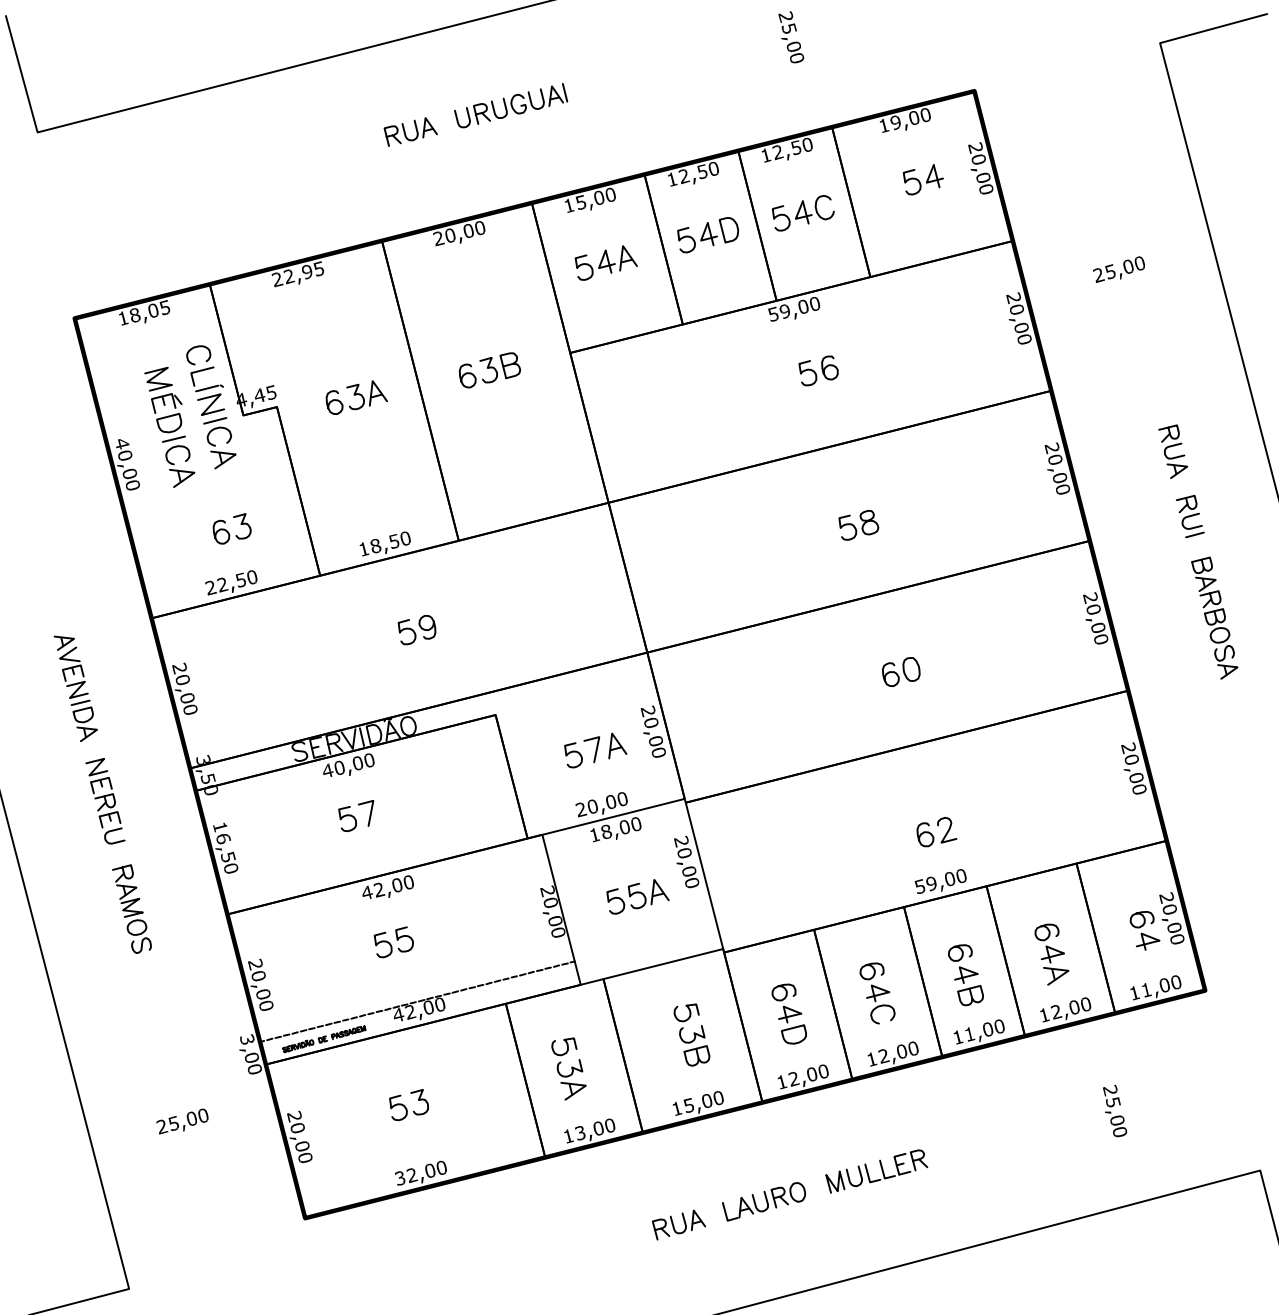 25,00
RUA URUGUAI
19,00
20,00
12,50
12,50
15,00
54
54C
54D
54A
20,00
22,95
18,05
25,00
59,00
20,00
56
63B
63A
4,45
CLÍNICA
MÉDICA
40,00
63
22,50
18,50
58
20,00
RUA RUI BARBOSA
59
20,00
60
20,00
AVENIDA NEREU RAMOS
20,00
SERVIDÃO
3,50
40,00
57
57A
20,00
20,00
16,50
18,00
62
20,00
59,00
42,00
55
20,00
55A
20,00
20,00
42,00
SERVIDÃO DE PASSAGEM
3,00
64
20,00
64A
64B
64C
64D
53B
53A
53
20,00
32,00
13,00
15,00
12,00
12,00
11,00
12,00
11,00
25,00
25,00
RUA LAURO MULLER